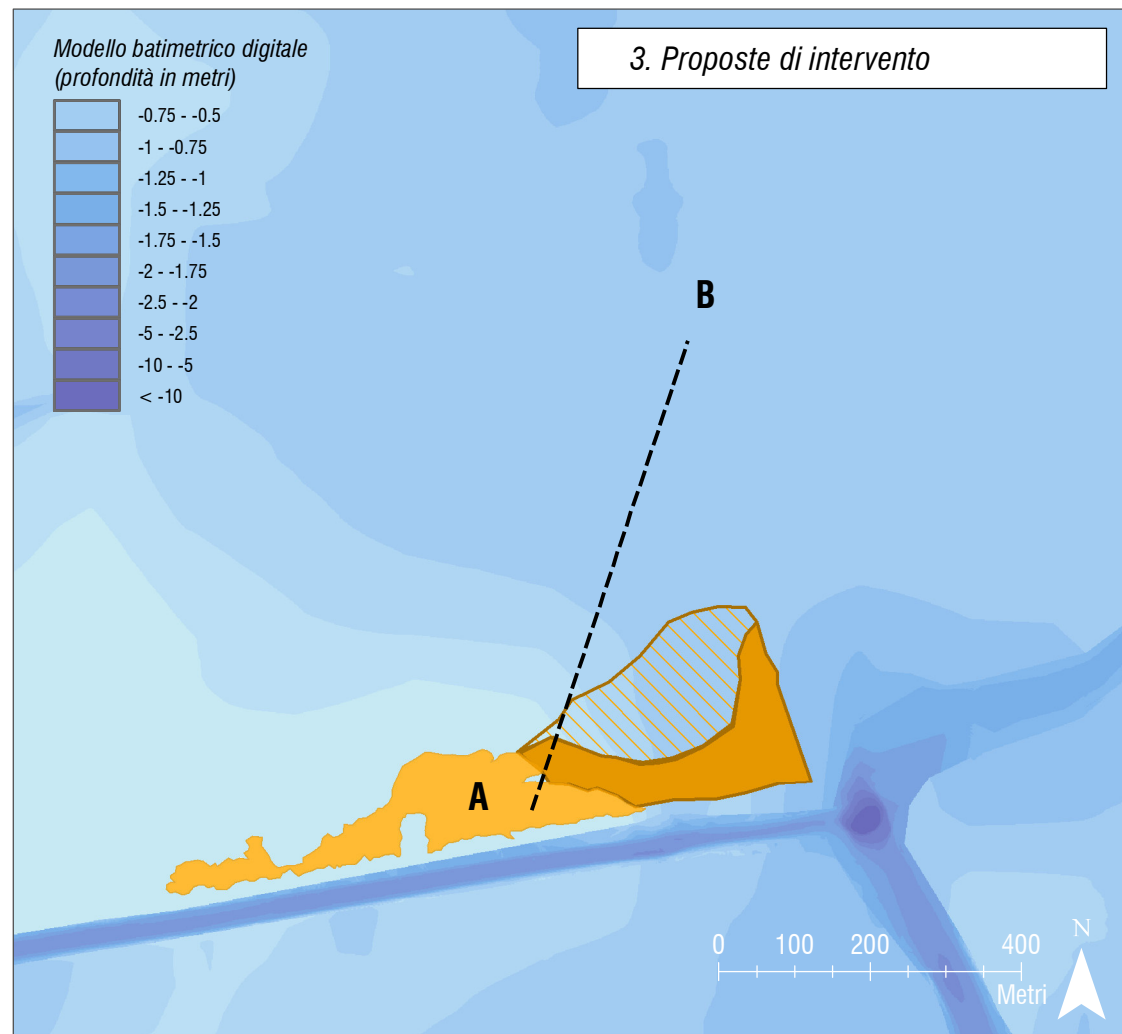 Modello batimetrico digitale
(profondità in metri)
-0.75 - -0.5
-1 - -0.75
-1.25 - -1
-1.5 - -1.25
-1.75 - -1.5
-2 - -1.75
-2.5 - -2
-5 - -2.5
-10 - -5
< -10
3. Proposte di intervento
B
A
0 100 200 400
Metri
N